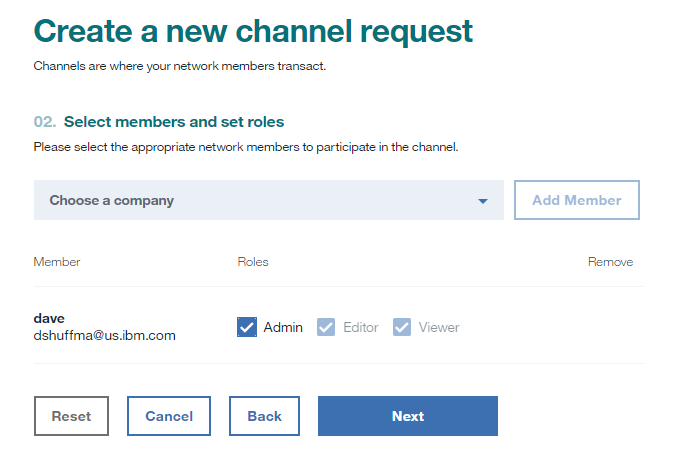 Create a new channel request
Channels are where your network members transact.
02. Select members and set roles
Please select the appropriate network members to participate in the channel.
Choose a company
Add Member
Member Roles Remove
dave
dshuffma@us.ibm.com
Admin Editor Viewer
Reset Cancel Back Next